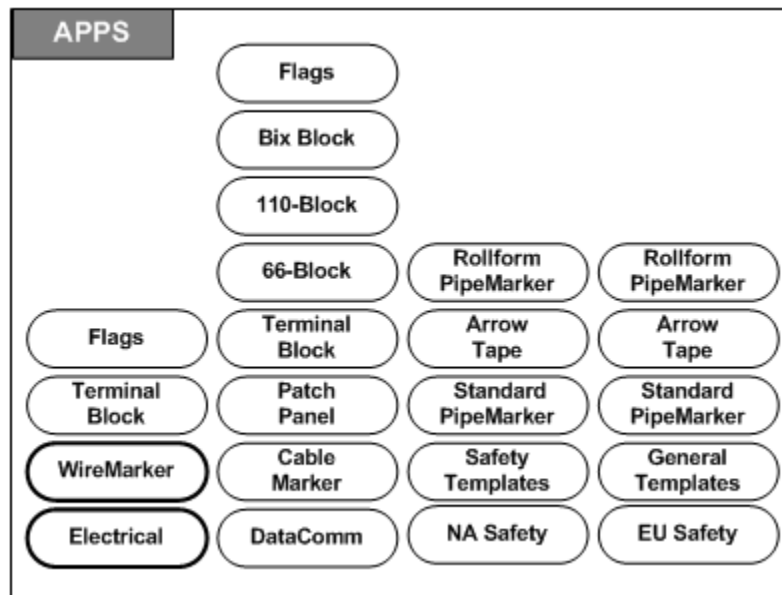 APPS
Flags
Bix Block
110-Block
66-Block
Rollform
PipeMarker
Rollform
PipeMarker
Flags
Terminal
Block
Arrow
Tape
Arrow
Tape
Terminal
Block
Patch
Panel
Standard
PipeMarker
Standard
PipeMarker
WireMarker
Cable
Marker
Safety
Templates
General
Templates
Electrical
DataComm
NA Safety
EU Safety